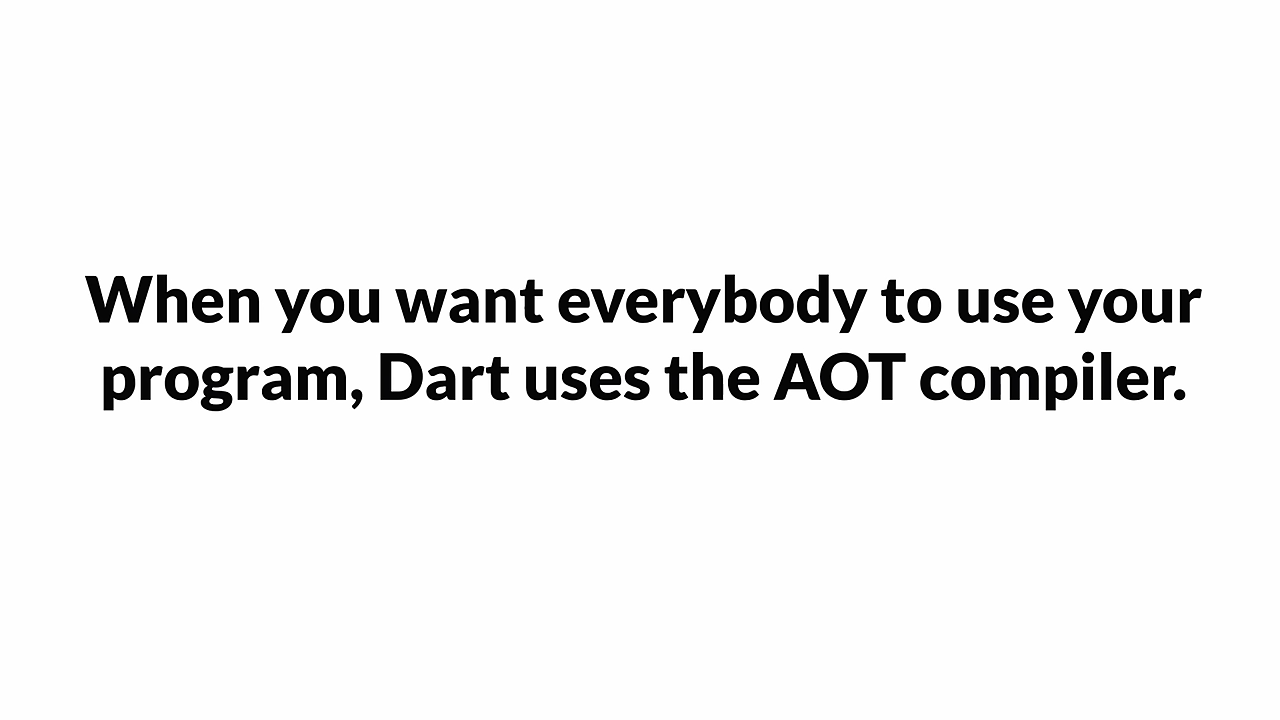 When you want everybody to use your
program, Dart uses the AOT compiler.